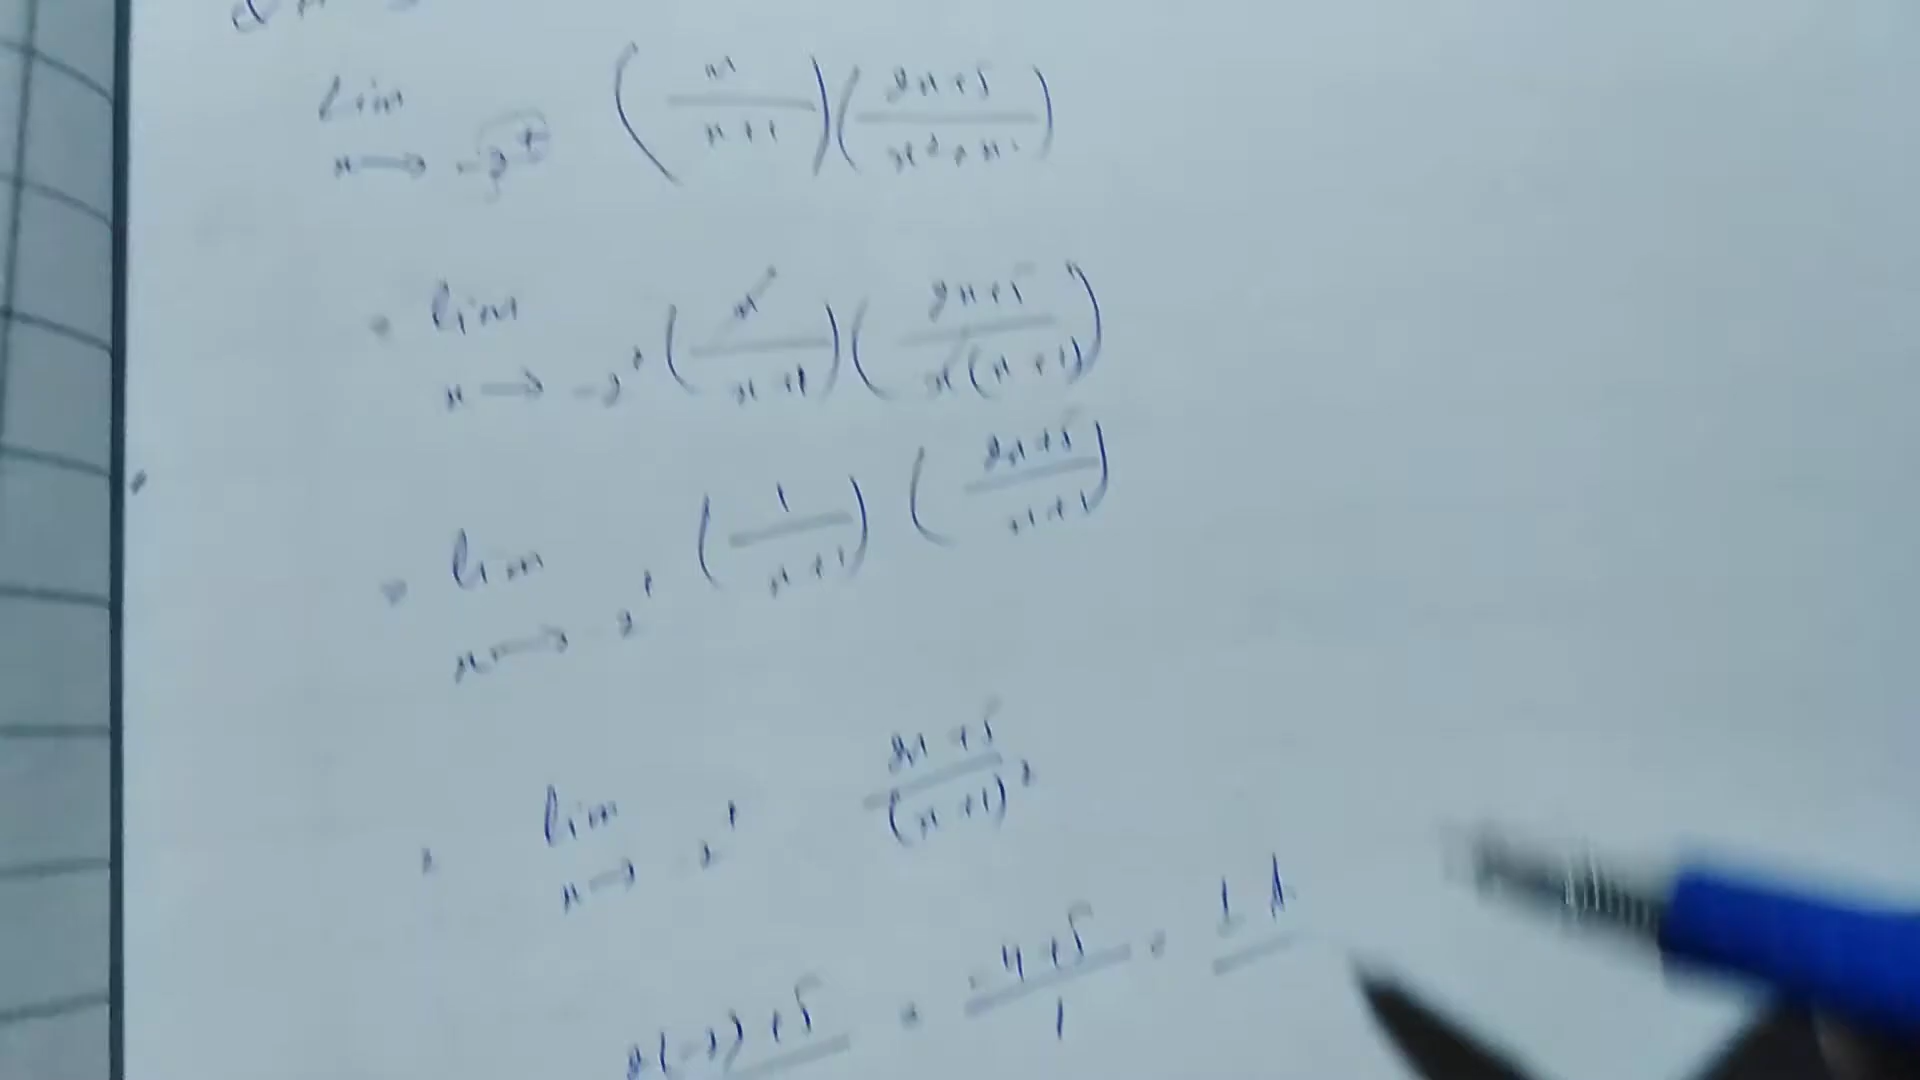 lim x → -2⁺ (x/(x+1))((2x+5)/(x²+x))
= lim x → -2⁺ (x/(x+1))((2x+5)/(x(x+1)))
= lim x → -2⁺ (1/(x+1))((2x+5)/(x+1))
= lim x → -2⁺ (2x+5)/(x+1)²
2(-2)+5 = (-4+5)/1 =